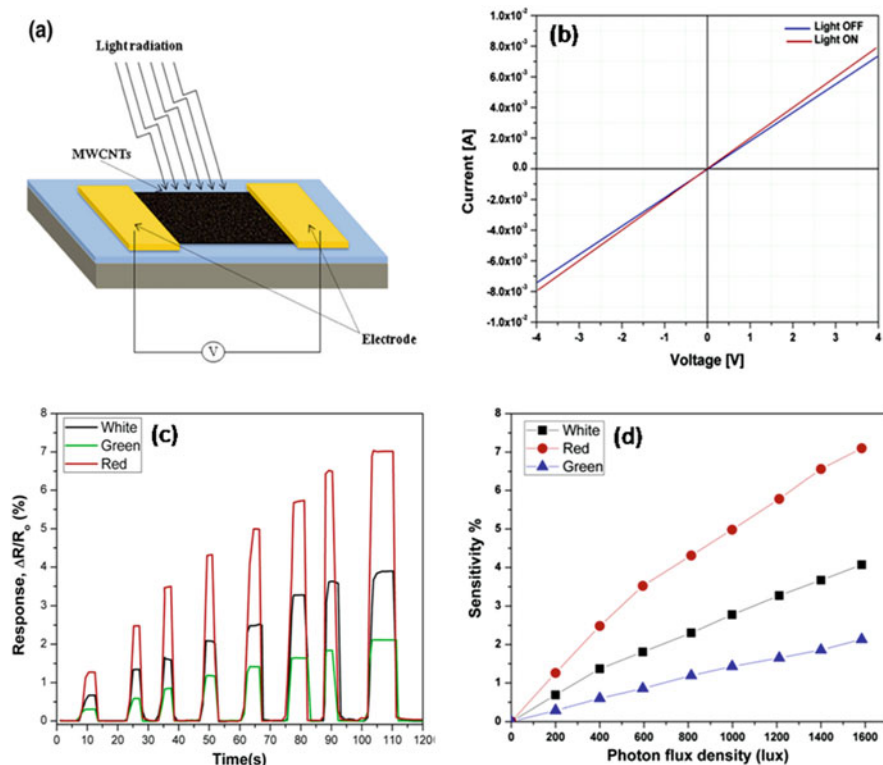 (a)
Light radiation
MWCNTs
Electrode
V
(b)
Light OFF
Light ON
Current [A]
1.0x10⁻²
8.0x10⁻³
6.0x10⁻³
4.0x10⁻³
2.0x10⁻³
0.0
-2.0x10⁻³
-4.0x10⁻³
-6.0x10⁻³
-8.0x10⁻³
-1.0x10⁻²
-4 -3 -2 -1 0 1 2 3 4
Voltage [V]
(c)
White
Green
Red
Response, ΔR/Rₒ (%)
8
7
6
5
4
3
2
1
0
0 10 20 30 40 50 60 70 80 90 100 110 120
Time(s)
(d)
White
Red
Green
Sensitivity %
8
7
6
5
4
3
2
1
0
0 200 400 600 800 1000 1200 1400 1600
Photon flux density (lux)